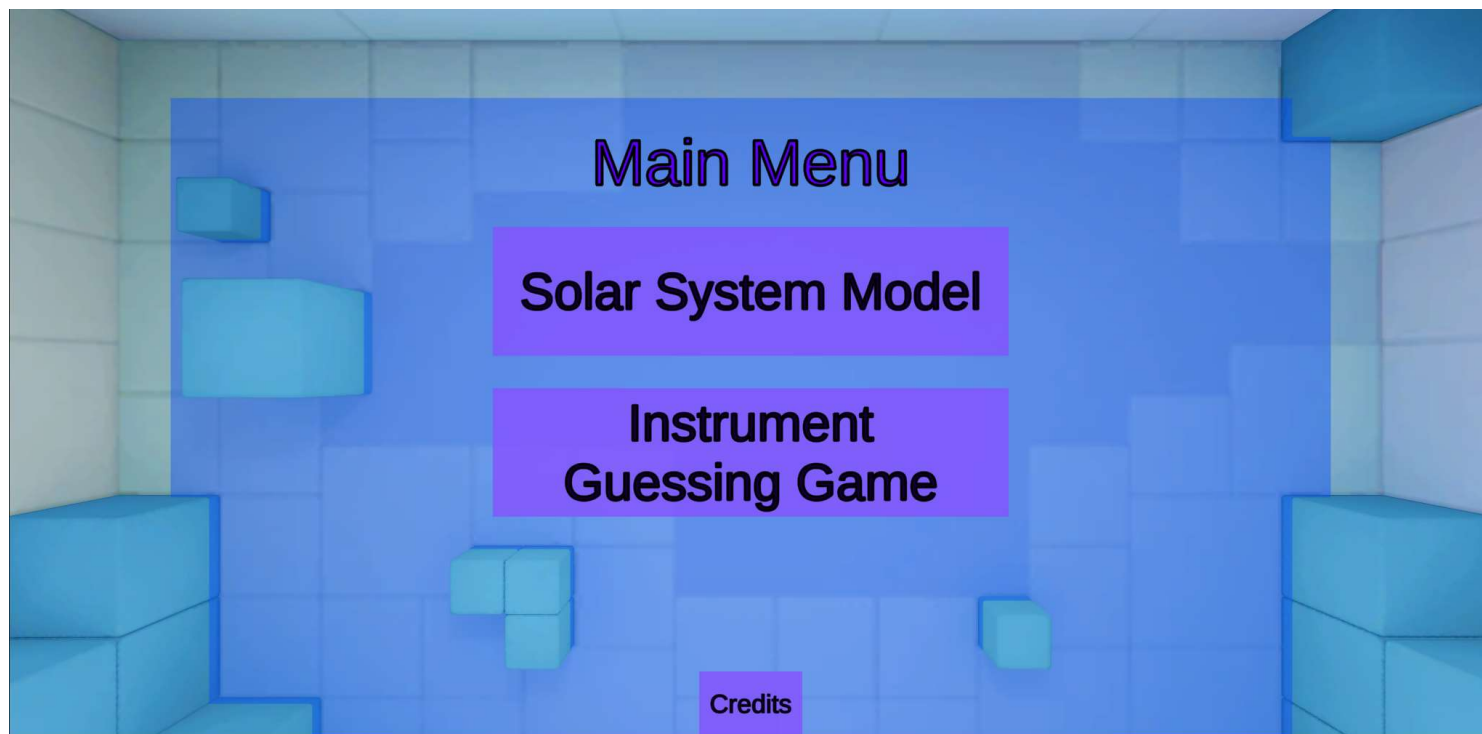 Main Menu
Solar System Model
Instrument
Guessing Game
Credits